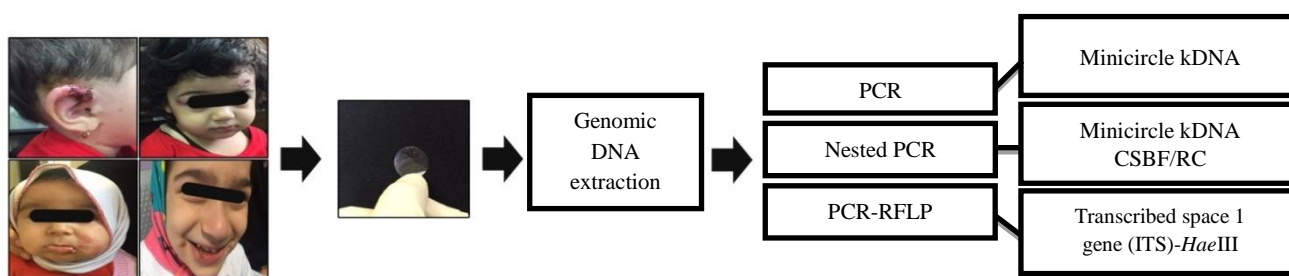 Genomic
DNA
extraction
PCR
Nested PCR
PCR-RFLP
Minicircle kDNA
Minicircle kDNA
CSBF/RC
Transcribed space 1
gene (ITS)-HaeIII